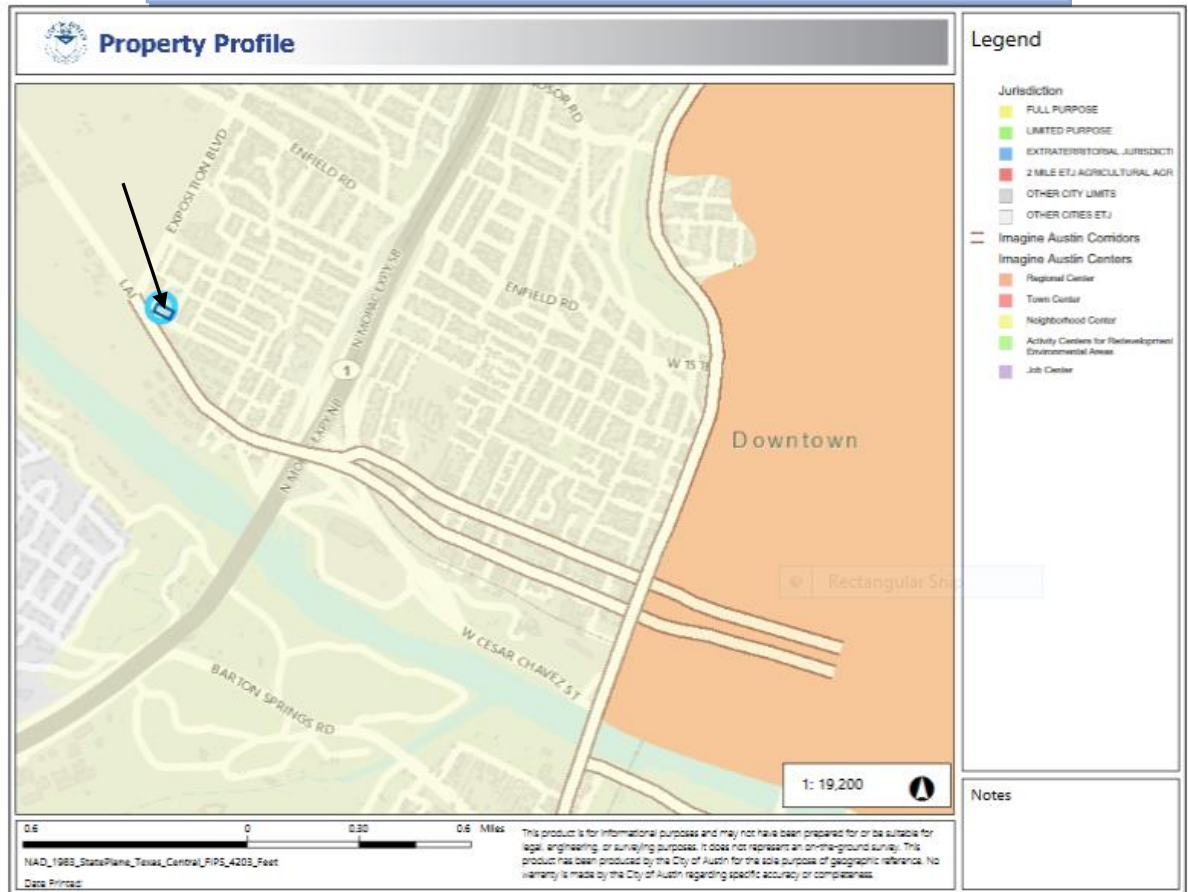 Property Profile
Legend
Jurisdiction
FULL PURPOSE
LIMITED PURPOSE
EXTRATERRITORIAL JURISDICTI
2 MILE ETJ AGRICULTURAL AGR
OTHER CITY LIMITS
OTHER CITIES ETJ
Imagine Austin Corridors
Imagine Austin Centers
Regional Center
Town Center
Neighborhood Center
Activity Centers for Redevelopment
Environmental Areas
Job Center
DSOR RD
EXPOSITION BLVD
ENFIELD RD
LA
N MOPAC EXPY SB
ENFIELD RD
W 15 T
1
N MO EXPY NB
Downtown
Rectangular Snip
W CESAR CHAVEZ ST
BARTON SPRINGS RD
1: 19,200
Notes
0.6 0 0.30 0.6 Miles
NAD_1983_StatePlane_Texas_Central_FIPS_4203_Feet
Date Printed:
This product is for informational purposes and may not have been prepared for or be suitable for
legal, engineering, or surveying purposes. It does not represent an on-the-ground survey. This
product has been produced by the City of Austin for the sole purpose of geographic reference. No
warranty is made by the City of Austin regarding specific accuracy or completeness.